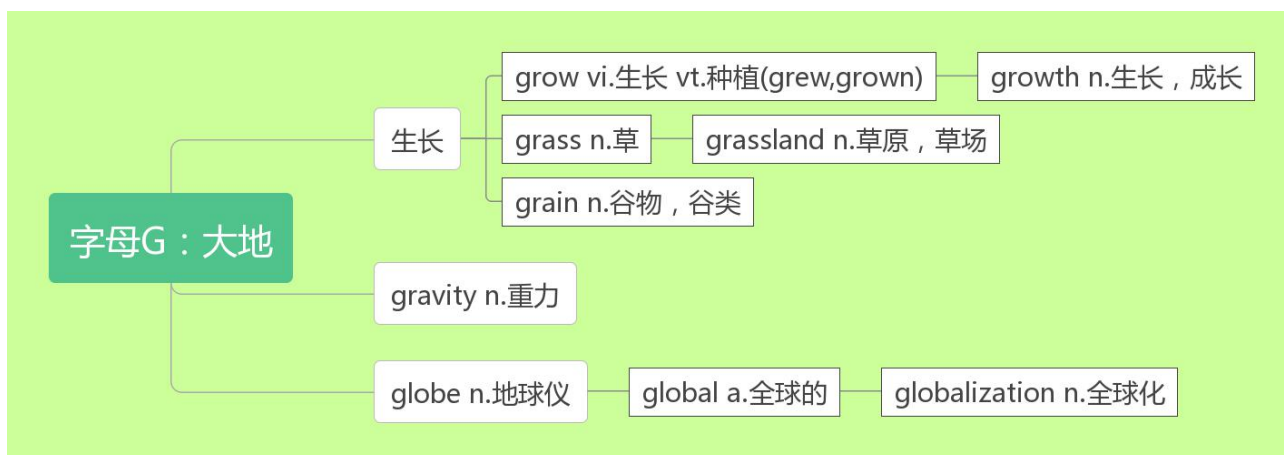 字母G：大地
生长
grow vi.生长 vt.种植(grew,grown)
growth n.生长，成长
grass n.草
grassland n.草原，草场
grain n.谷物，谷类
gravity n.重力
globe n.地球仪
global a.全球的
globalization n.全球化